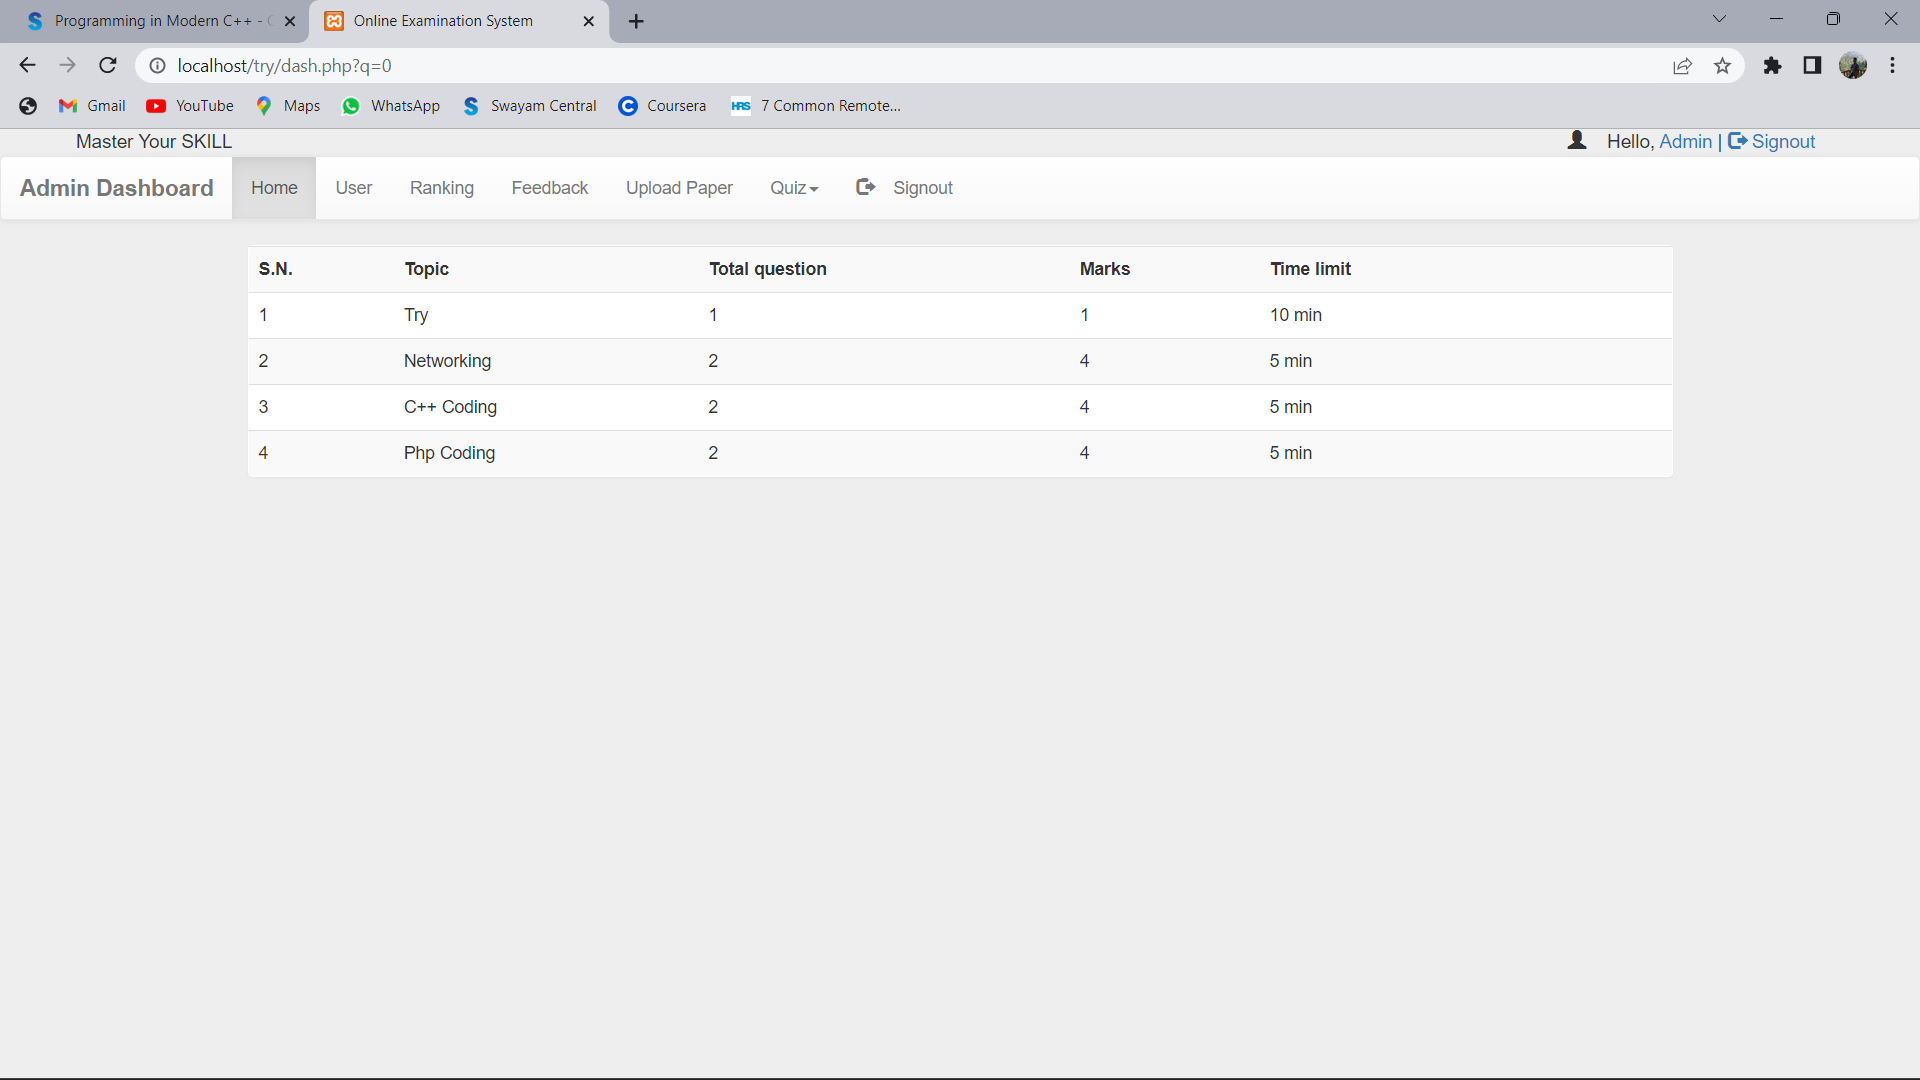 Programming in Modern C++ -
Online Examination System
localhost/try/dash.php?q=0
Gmail YouTube Maps WhatsApp Swayam Central Coursera HRS 7 Common Remote...
Master Your SKILL
Hello, Admin | Signout
Admin Dashboard Home User Ranking Feedback Upload Paper Quiz Signout
S.N. Topic Total question Marks Time limit
1 Try 1 1 10 min
2 Networking 2 4 5 min
3 C++ Coding 2 4 5 min
4 Php Coding 2 4 5 min